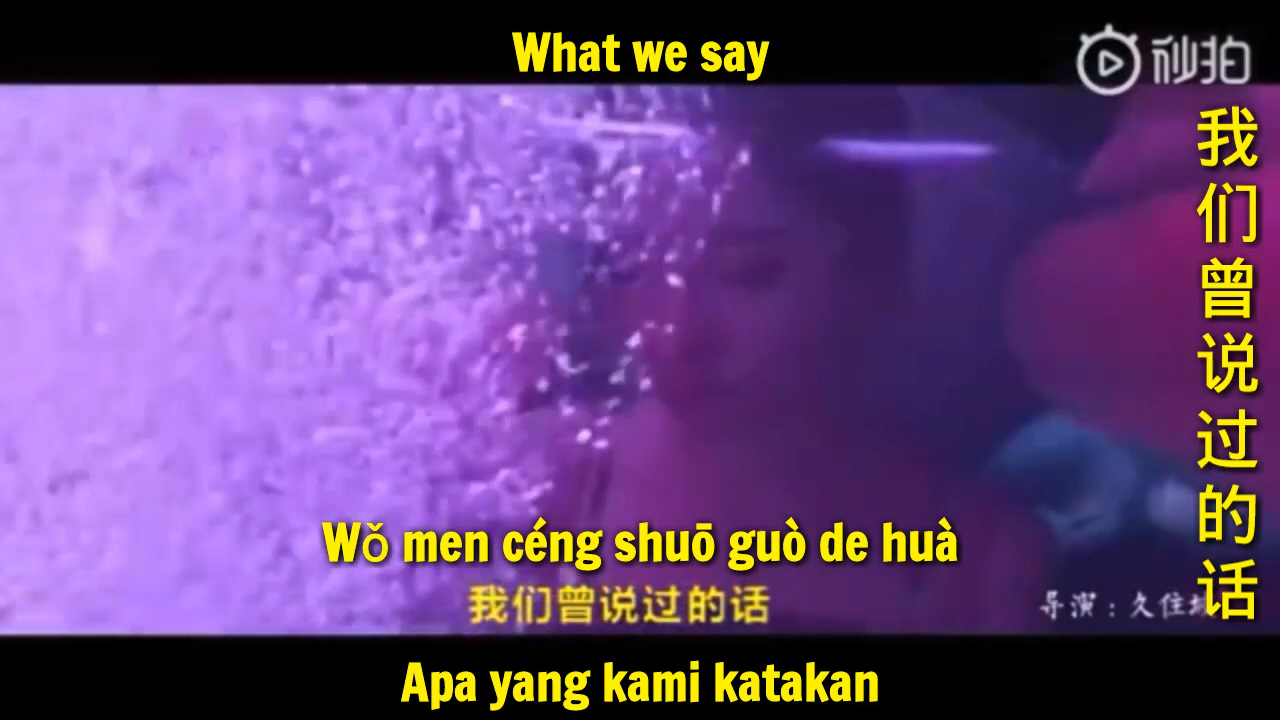 What we say
秒拍
我们曾说过的话
Wǒ men céng shuō guò de huà
我们曾说过的话
导演：久住
Apa yang kami katakan